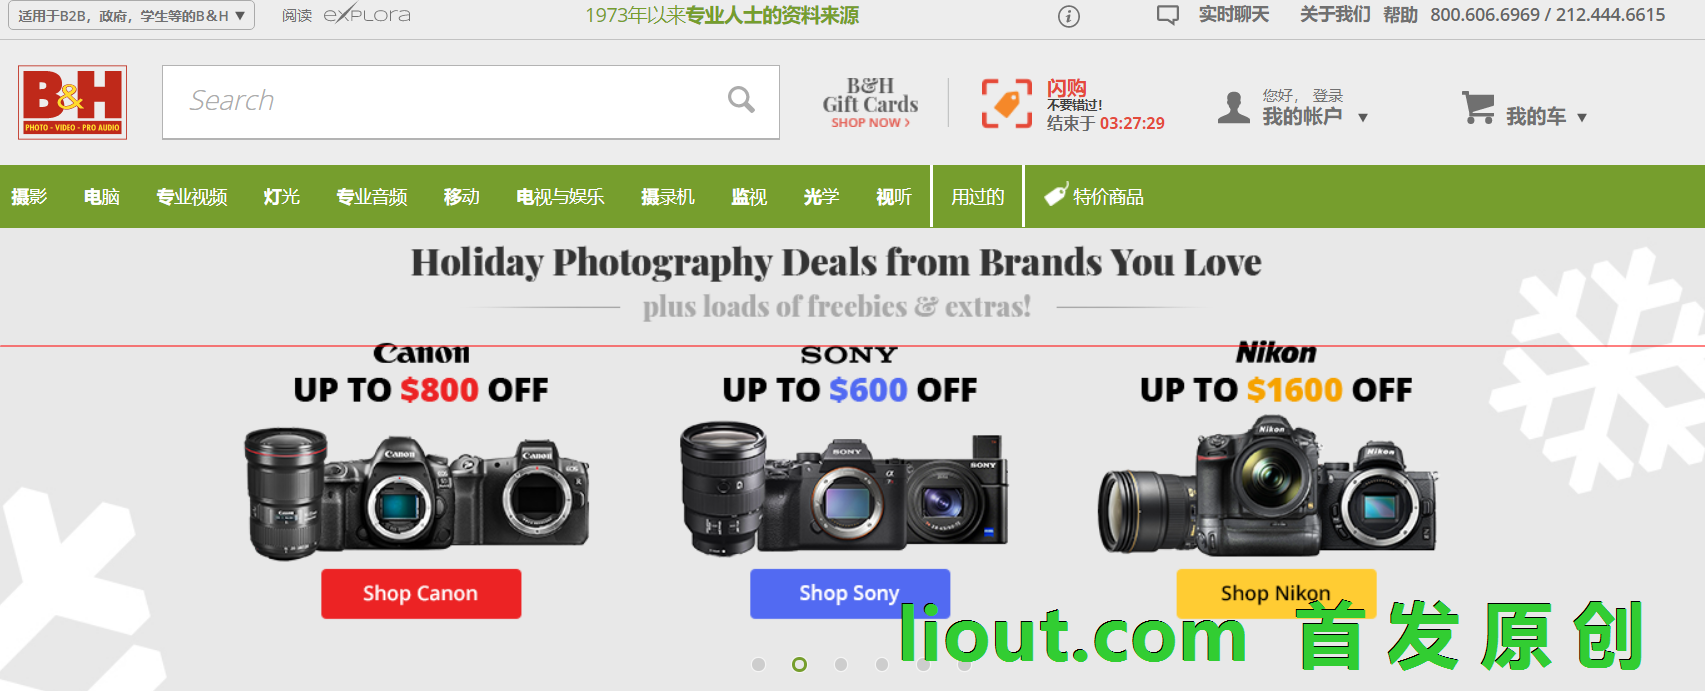 适用于B2B，政府，学生等的B&H ▼
阅读 eXPLORA
1973年以来专业人士的资料来源
实时聊天
关于我们
帮助
800.606.6969 / 212.444.6615
B&H
PHOTO - VIDEO - PRO AUDIO
Search
B&H
Gift Cards
SHOP NOW ›
闪购
不要错过!
结束于 03:27:29
您好， 登录
我的帐户 ▼
我的车 ▼
摄影 电脑 专业视频 灯光 专业音频 移动 电视与娱乐 摄录机 监视 光学 视听 用过的 特价商品
Holiday Photography Deals from Brands You Love
plus loads of freebies & extras!
Canon
UP TO $800 OFF
Shop Canon
SONY
UP TO $600 OFF
Shop Sony
Nikon
UP TO $1600 OFF
Shop Nikon
liout.com 首发原创